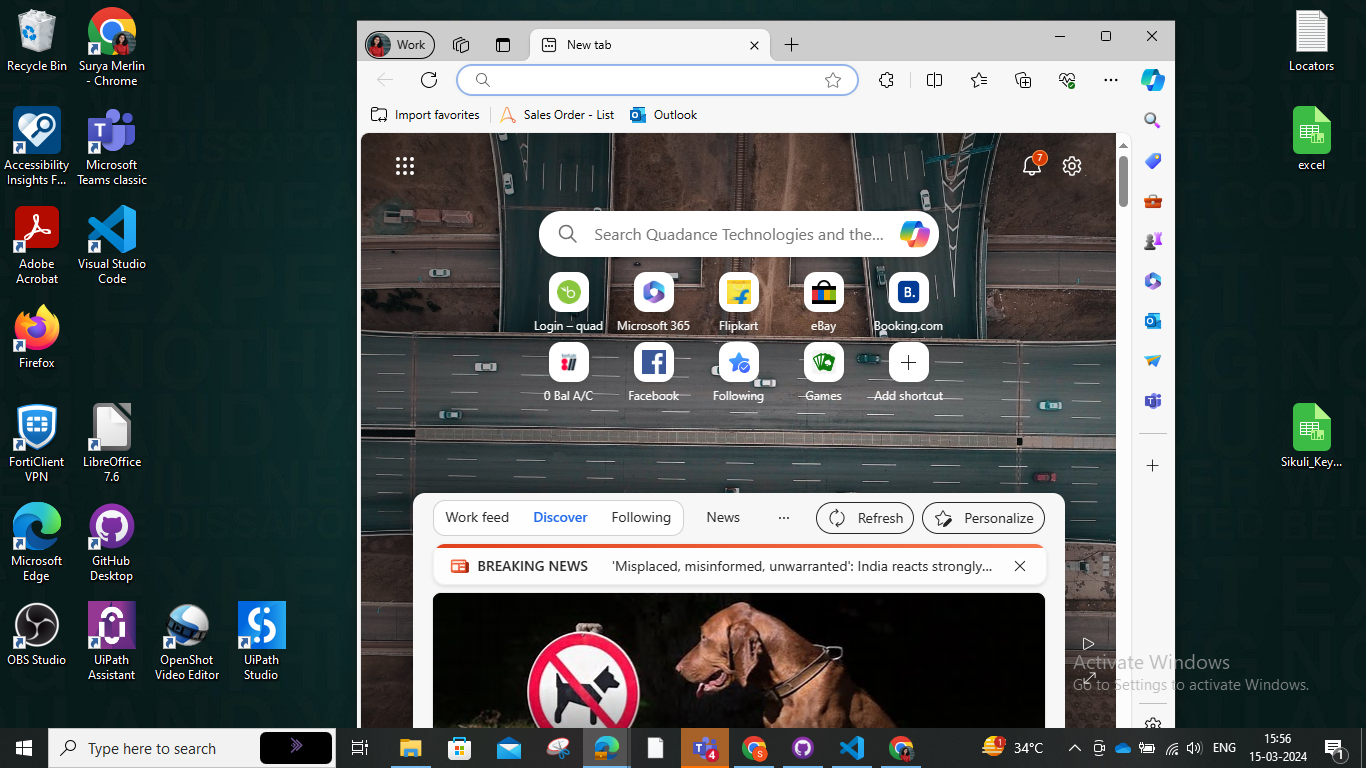 Recycle Bin
Surya Merlin
- Chrome
Accessibility
Insights F...
Microsoft
Teams classic
Adobe
Acrobat
Visual Studio
Code
Firefox
FortiClient
VPN
LibreOffice
7.6
Microsoft
Edge
GitHub
Desktop
OBS Studio
UiPath
Assistant
OpenShot
Video Editor
UiPath
Studio
Work
New tab
Import favorites
Sales Order - List
Outlook
7
Search Quadance Technologies and the...
Login – quad
Microsoft 365
Flipkart
eBay
B.
Booking.com
0 Bal A/C
Facebook
Following
Games
Add shortcut
Work feed
Discover
Following
News
...
Refresh
Personalize
BREAKING NEWS
'Misplaced, misinformed, unwarranted': India reacts strongly...
Locators
excel
Sikuli_Key...
Activate Windows
Go to Settings to activate Windows.
Type here to search
4
S
1
34°C
ENG
15:56
15-03-2024
1